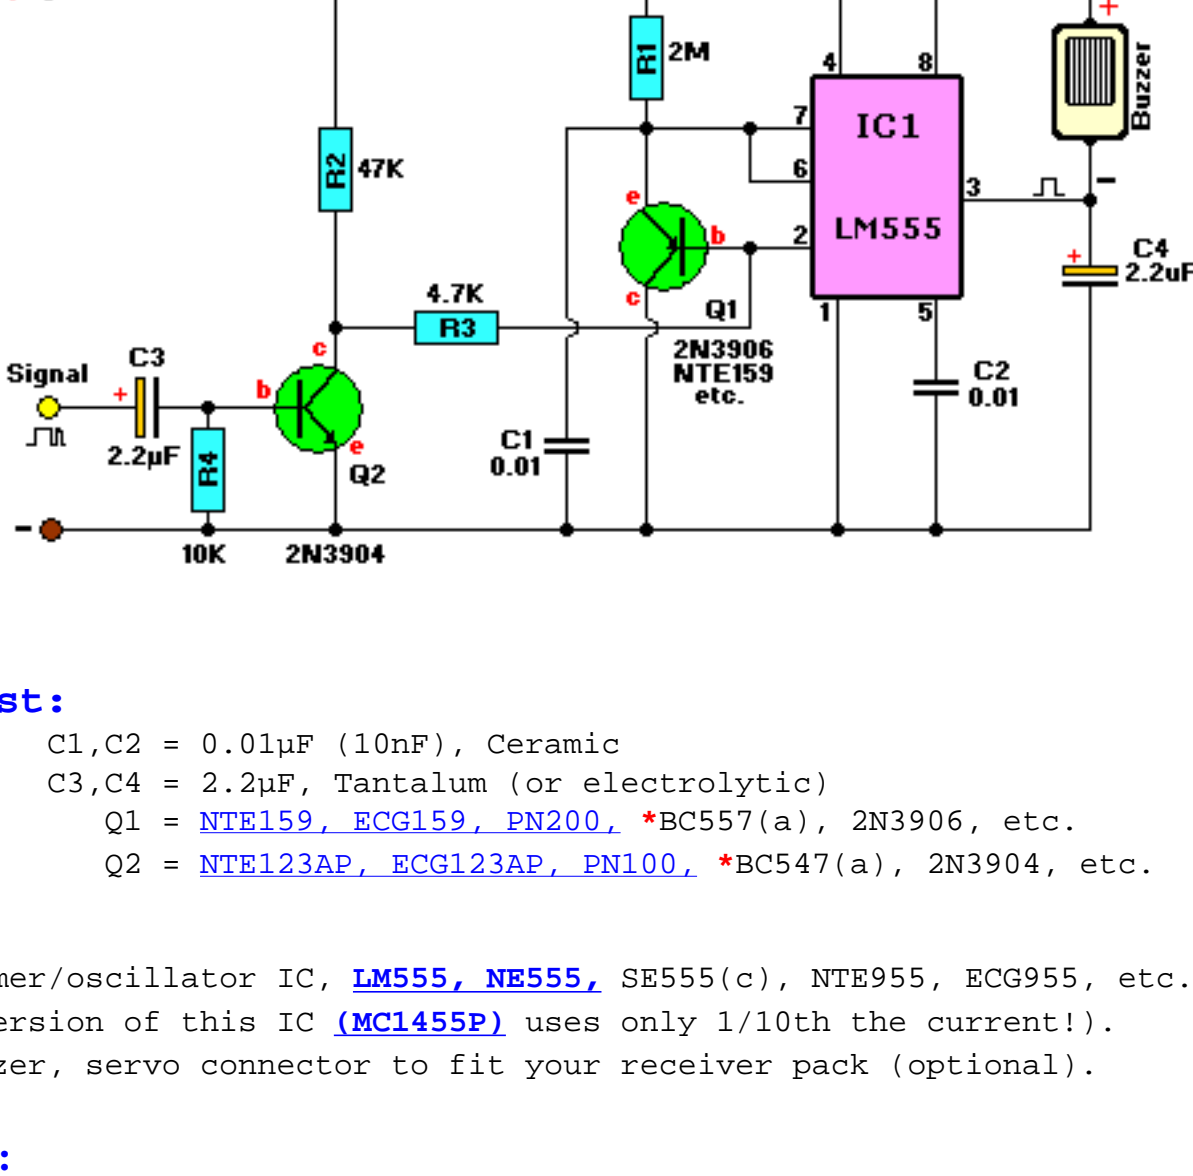 +
R1 2M
4 8
Buzzer
7
IC1
R2 47K
6
3 -
e
LM555
b 2
C4
+ 2.2uF
4.7K
c
Q1
1 5
R3
2N3906
NTE159
etc.
c
C3
Signal
+
b
C2
0.01
2.2µF
R4
e
Q2
C1
0.01
-
10K 2N3904
st:
C1,C2 = 0.01µF (10nF), Ceramic
C3,C4 = 2.2µF, Tantalum (or electrolytic)
Q1 = NTE159, ECG159, PN200, *BC557(a), 2N3906, etc.
Q2 = NTE123AP, ECG123AP, PN100, *BC547(a), 2N3904, etc.
mer/oscillator IC, LM555, NE555, SE555(c), NTE955, ECG955, etc.
ersion of this IC (MC1455P) uses only 1/10th the current!).
zer, servo connector to fit your receiver pack (optional).
: